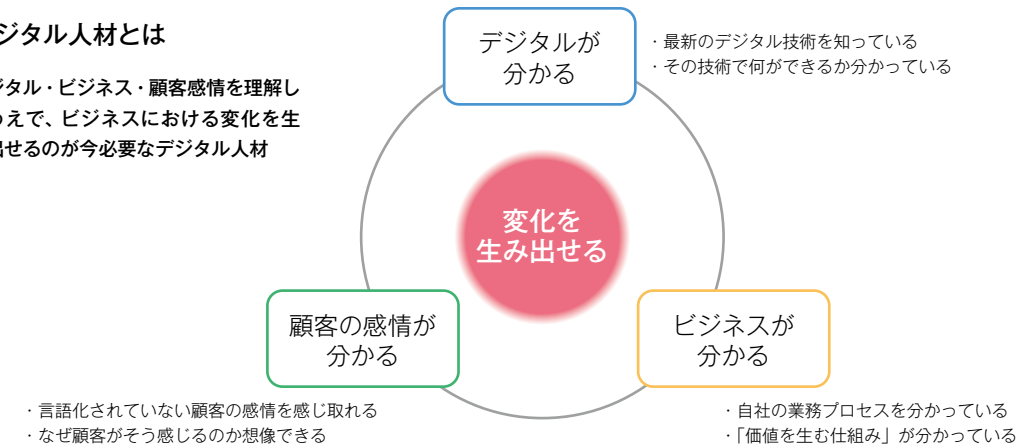 ジタル人材とは
ジタル・ビジネス・顧客感情を理解し
うえで、ビジネスにおける変化を生
出せるのが今必要なデジタル人材
デジタルが
分かる
・最新のデジタル技術を知っている
・その技術で何ができるか分かっている
変化を
生み出せる
顧客の感情が
分かる
・言語化されていない顧客の感情を感じ取れる
・なぜ顧客がそう感じるのか想像できる
ビジネスが
分かる
・自社の業務プロセスを分かっている
・「価値を生む仕組み」が分かっている